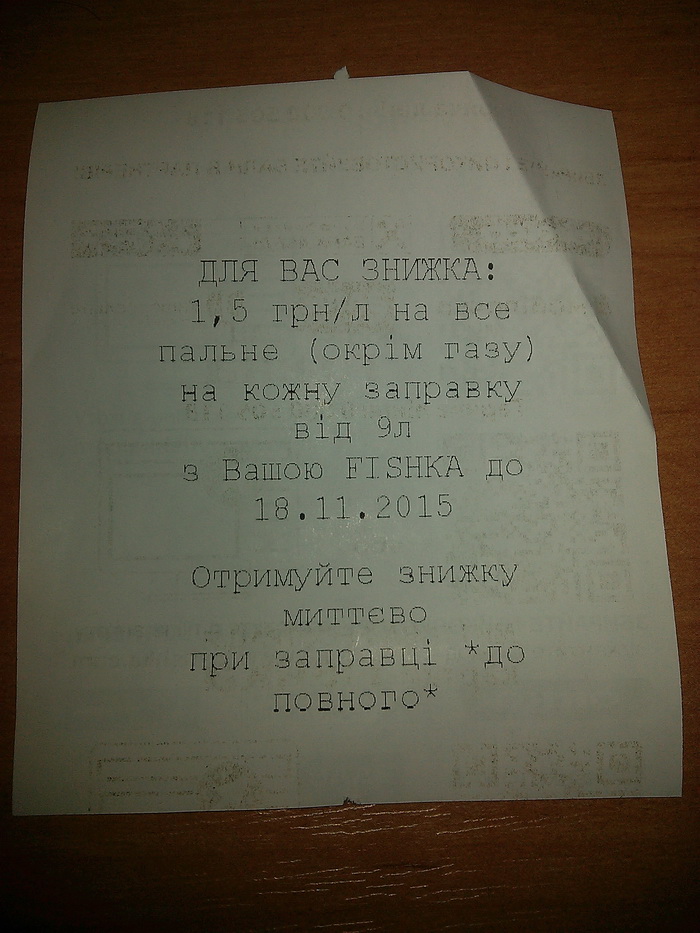 ДЛЯ ВАС ЗНИЖКА:
1,5 грн/л на все
пальне (окрім газу)
на кожну заправку
від 9л
з Вашою FISHKA до
18.11.2015
Отримуйте знижку
миттєво
при заправці *до
повного*